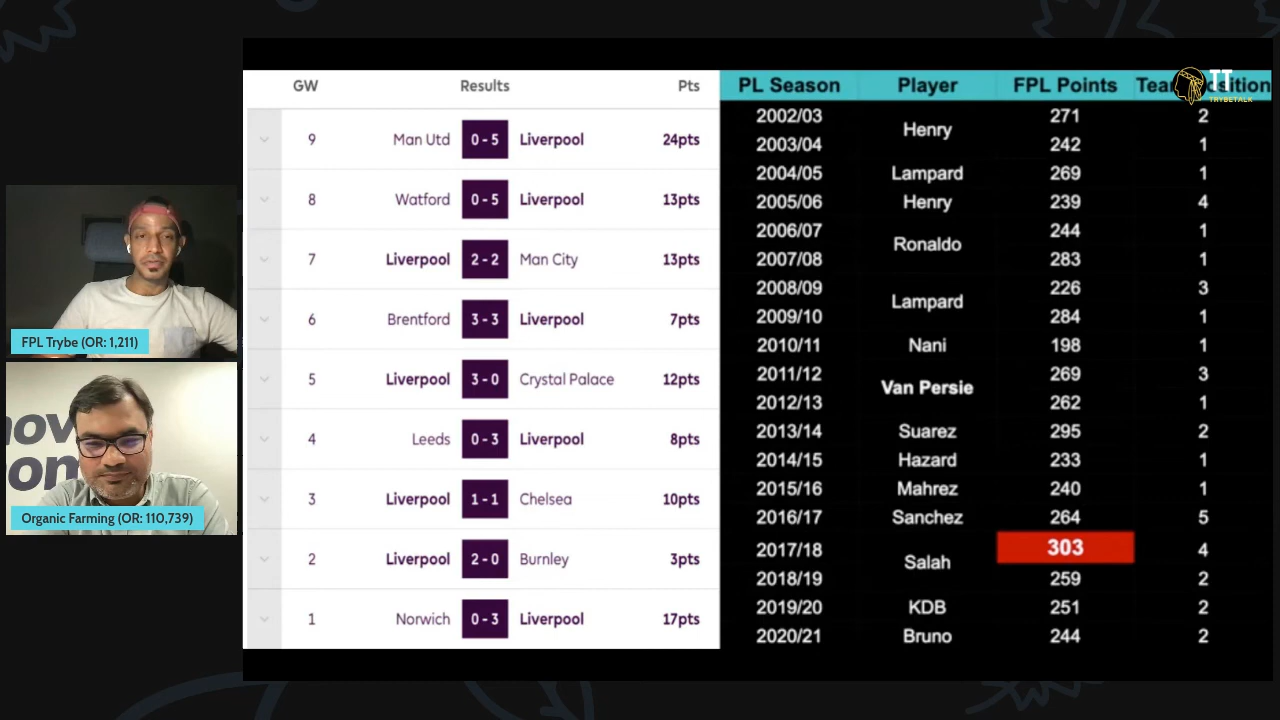 GW Results Pts
9 Man Utd 0 - 5 Liverpool 24pts
8 Watford 0 - 5 Liverpool 13pts
7 Liverpool 2 - 2 Man City 13pts
6 Brentford 3 - 3 Liverpool 7pts
5 Liverpool 3 - 0 Crystal Palace 12pts
4 Leeds 0 - 3 Liverpool 8pts
3 Liverpool 1 - 1 Chelsea 10pts
2 Liverpool 2 - 0 Burnley 3pts
1 Norwich 0 - 3 Liverpool 17pts
PL Season Player FPL Points
TT
TRYBETALK
2002/03 271 2
Henry
2003/04 242 1
2004/05 Lampard 269 1
2005/06 Henry 239 4
2006/07 244 1
Ronaldo
2007/08 283 1
2008/09 226 3
Lampard
2009/10 284 1
2010/11 Nani 198 1
2011/12 269 3
Van Persie
2012/13 262 1
2013/14 Suarez 295 2
2014/15 Hazard 233 1
2015/16 Mahrez 240 1
2016/17 Sanchez 264 5
2017/18 303 4
Salah
2018/19 259 2
2019/20 KDB 251 2
2020/21 Bruno 244 2
FPL Trybe (OR: 1,211)
Organic Farming (OR: 110,739)